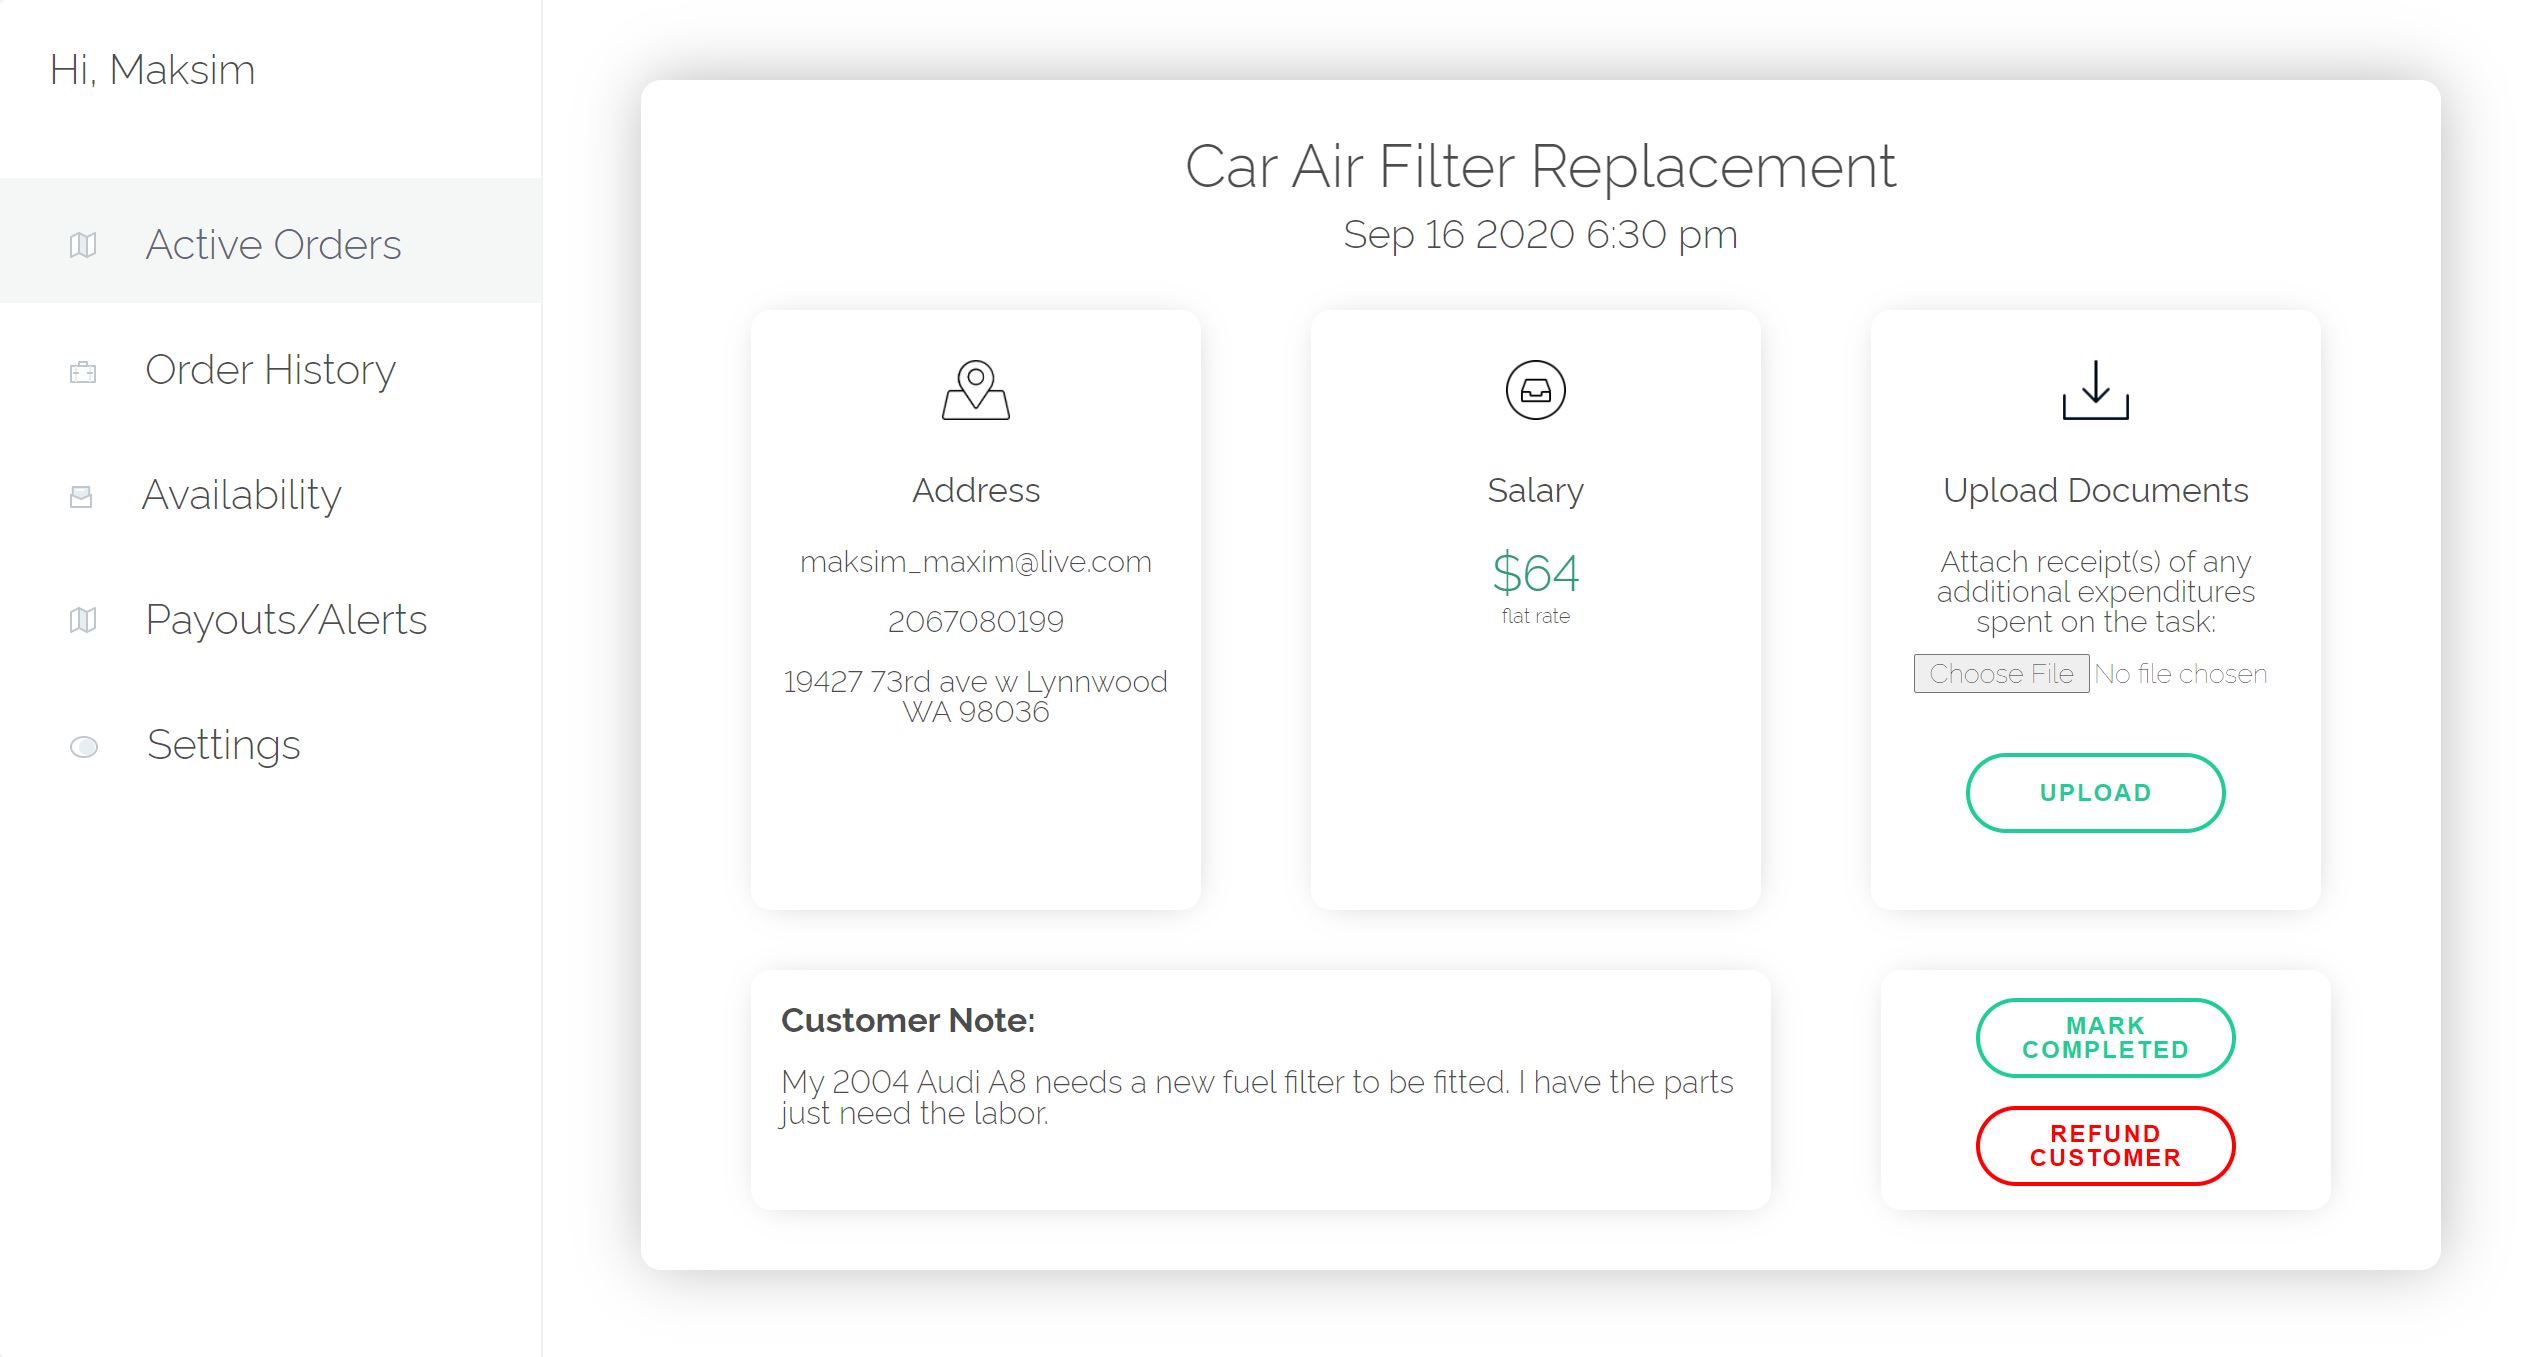 Hi, Maksim
Active Orders
Order History
Availability
Payouts/Alerts
Settings
Car Air Filter Replacement
Sep 16 2020 6:30 pm
Address
maksim_maxim@live.com
2067080199
19427 73rd ave w Lynnwood
WA 98036
Salary
$64
flat rate
Upload Documents
Attach receipt(s) of any
additional expenditures
spent on the task:
Choose File No file chosen
UPLOAD
Customer Note:
My 2004 Audi A8 needs a new fuel filter to be fitted. I have the parts
just need the labor.
MARK
COMPLETED
REFUND
CUSTOMER